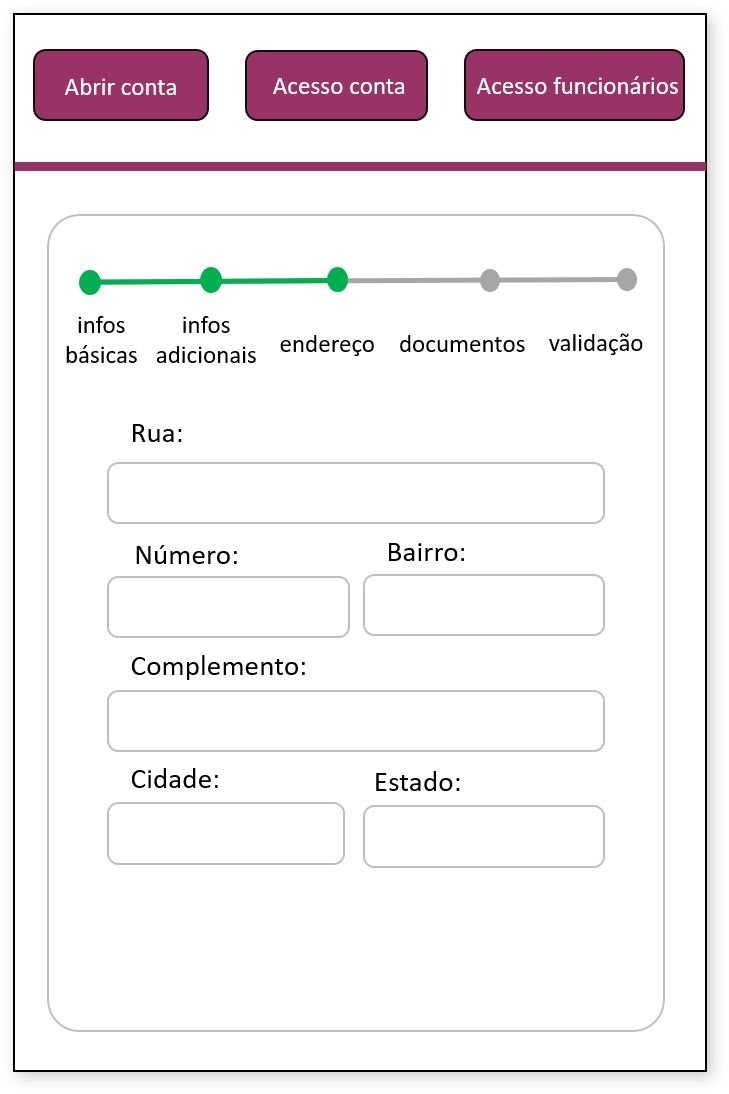 Abrir conta
Acesso conta
Acesso funcionários
infos
básicas
infos
adicionais
endereço
documentos
validação
Rua:
Número:
Bairro:
Complemento:
Cidade:
Estado: